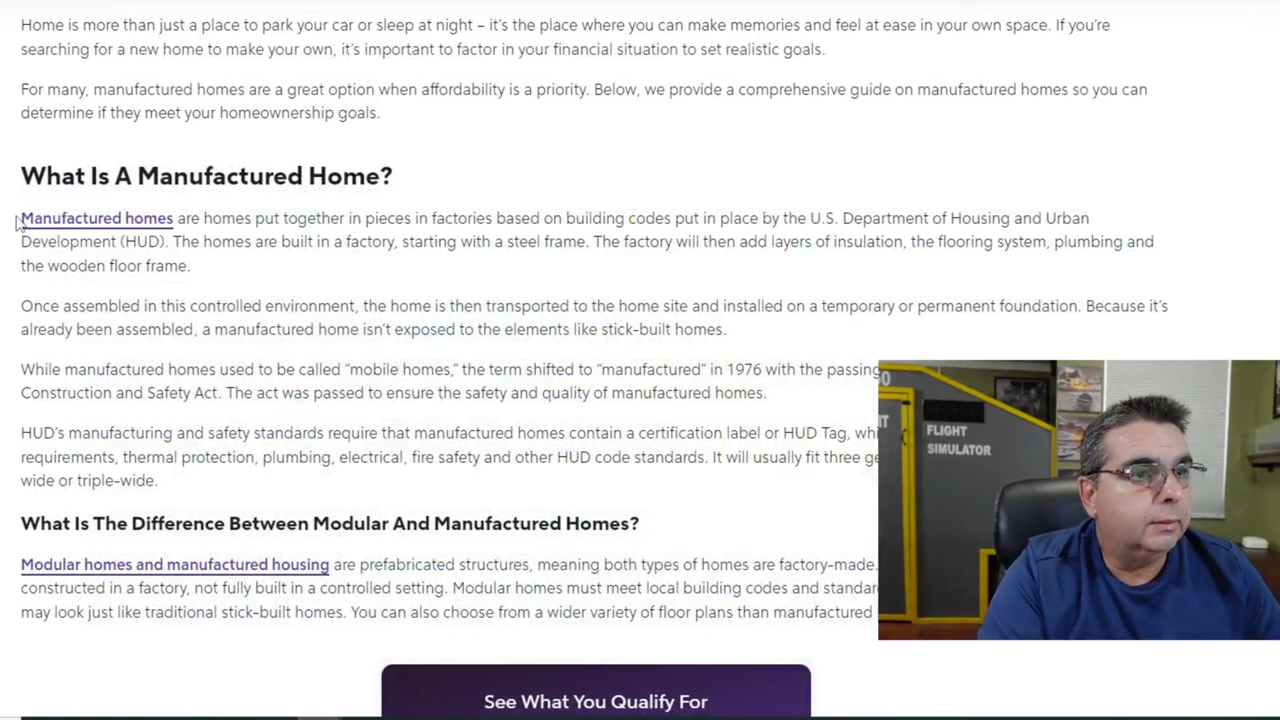 Home is more than just a place to park your car or sleep at night – it's the place where you can make memories and feel at ease in your own space. If you're
searching for a new home to make your own, it's important to factor in your financial situation to set realistic goals.
For many, manufactured homes are a great option when affordability is a priority. Below, we provide a comprehensive guide on manufactured homes so you can
determine if they meet your homeownership goals.
What Is A Manufactured Home?
Manufactured homes are homes put together in pieces in factories based on building codes put in place by the U.S. Department of Housing and Urban
Development (HUD). The homes are built in a factory, starting with a steel frame. The factory will then add layers of insulation, the flooring system, plumbing and
the wooden floor frame.
Once assembled in this controlled environment, the home is then transported to the home site and installed on a temporary or permanent foundation. Because it's
already been assembled, a manufactured home isn't exposed to the elements like stick-built homes.
While manufactured homes used to be called "mobile homes," the term shifted to "manufactured" in 1976 with the passing
Construction and Safety Act. The act was passed to ensure the safety and quality of manufactured homes.
HUD's manufacturing and safety standards require that manufactured homes contain a certification label or HUD Tag, whi
requirements, thermal protection, plumbing, electrical, fire safety and other HUD code standards. It will usually fit three ge
wide or triple-wide.
FLIGHT
SIMULATOR
What Is The Difference Between Modular And Manufactured Homes?
Modular homes and manufactured housing are prefabricated structures, meaning both types of homes are factory-made.
constructed in a factory, not fully built in a controlled setting. Modular homes must meet local building codes and standar
may look just like traditional stick-built homes. You can also choose from a wider variety of floor plans than manufactured
See What You Qualify For